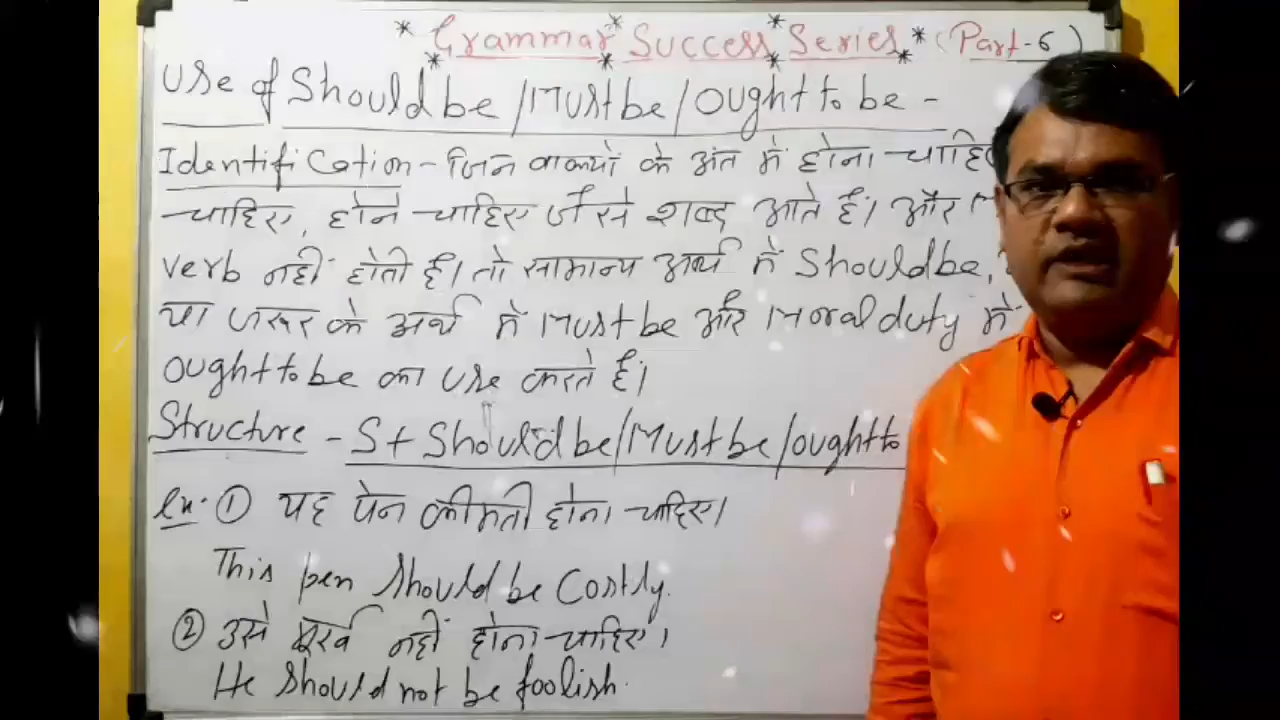 * Grammar Success Series * (Part-6)
Use of Should be / Must be / Ought to be -
Identification - जिन वाक्यों के अंत में होना चाहि
चाहिए, होने चाहिए जैसे शब्द आते हैं। और
verb नहीं होती है। तो सामान्य अर्थ में Should be,
या जरूर के अर्थ में Must be और Moral duty में
Ought to be का use करते हैं।
Structure - S + Should be / Must be / ought to
Ex. ① यह पेन कीमती होना चाहिए।
This pen should be Costly.
② उसे मूर्ख नहीं होना चाहिए।
He should not be foolish.